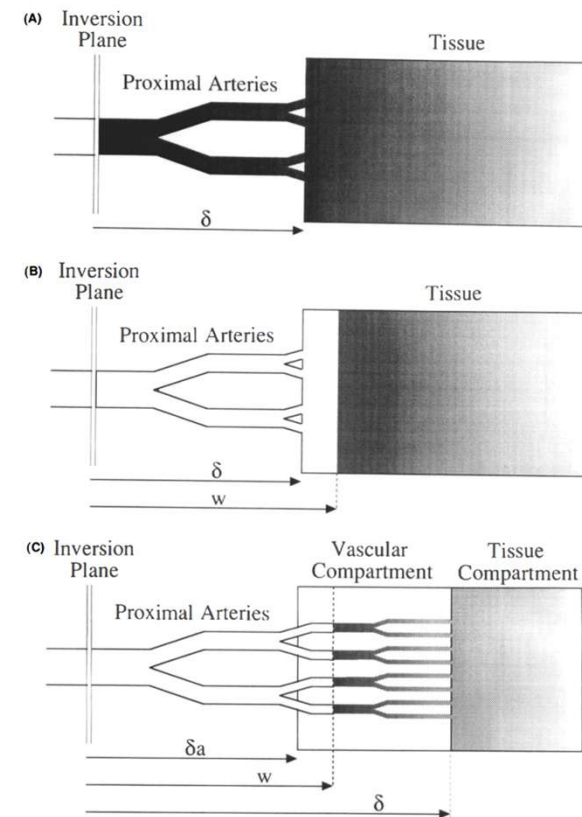 (A) Inversion
Plane
Tissue
Proximal Arteries
δ
(B) Inversion
Plane
Tissue
Proximal Arteries
δ
w
(C) Inversion
Plane
Vascular
Compartment
Tissue
Compartment
Proximal Arteries
δa
w
δ